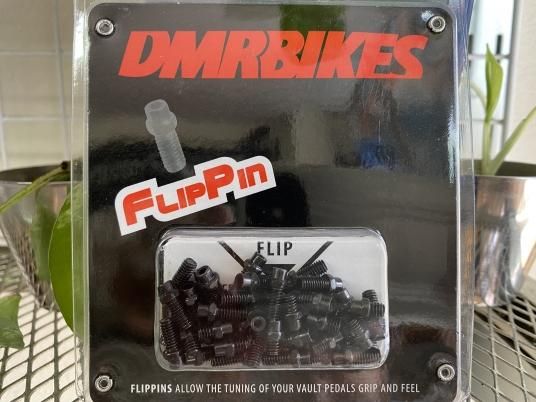 DMRBIKES
FLIPPIN
FLIP
FLIPPINS ALLOW THE TUNING OF YOUR VAULT PEDALS GRIP AND FEEL